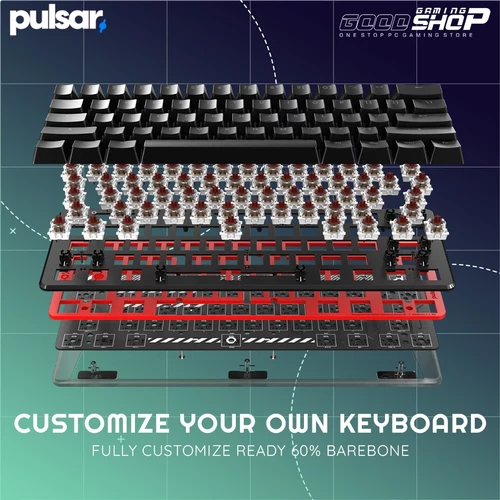 pulsar
GAMING
GOOD SHOP
ONE STOP PC GAMING STORE
CUSTOMIZE YOUR OWN KEYBOARD
FULLY CUSTOMIZE READY 60% BAREBONE